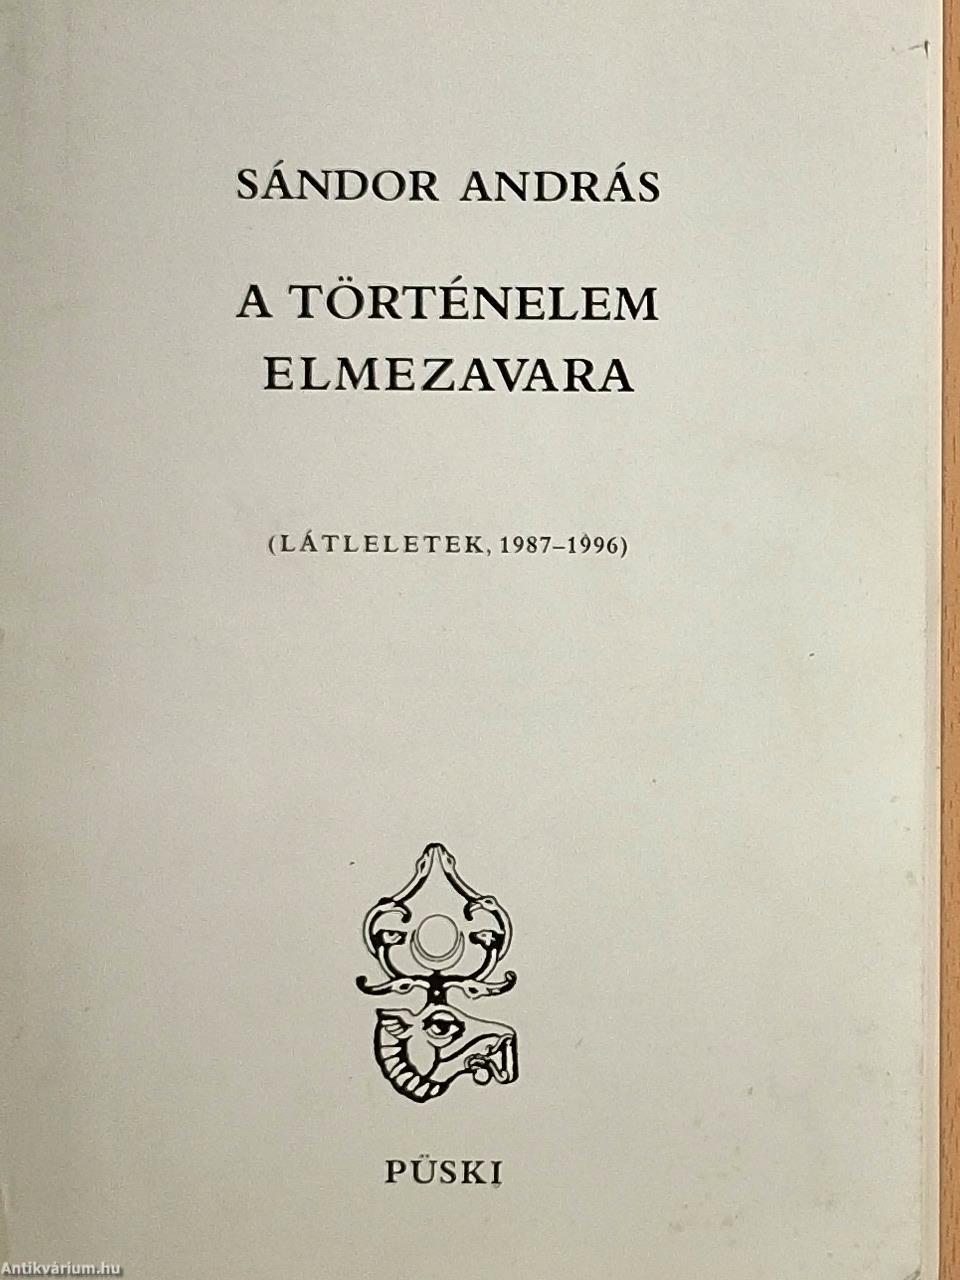 SÁNDOR ANDRÁS
A TÖRTÉNELEM
ELMEZAVARA
(LÁTLELETEK, 1987–1996)
PÜSKI
Antikvárium.hu